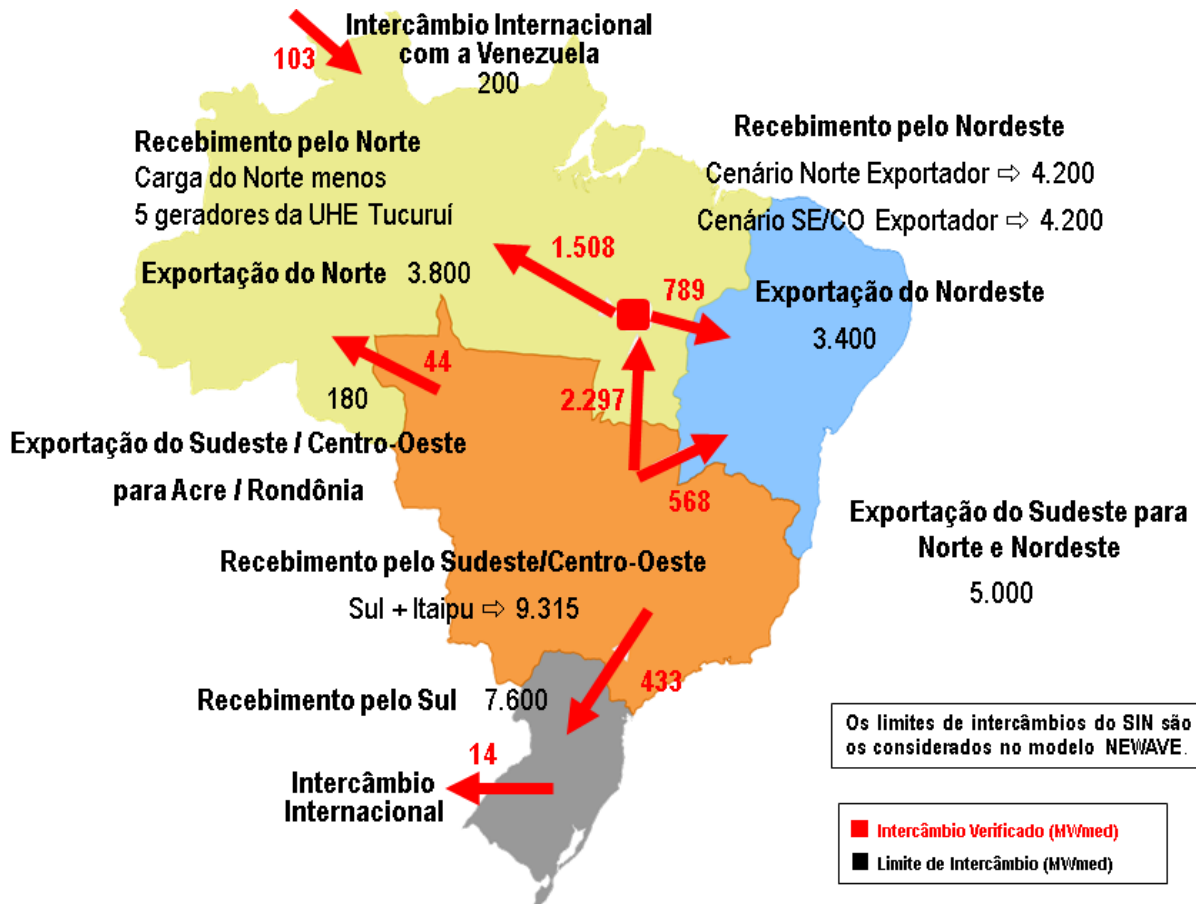 Intercâmbio Internacional
com a Venezuela
200
103
Recebimento pelo Norte
Carga do Norte menos
5 geradores da UHE Tucuruí
Recebimento pelo Nordeste
Cenário Norte Exportador ⇨ 4.200
Cenário SE/CO Exportador ⇨ 4.200
1.508
Exportação do Norte 3.800
789
Exportação do Nordeste
3.400
44
180
2.297
Exportação do Sudeste / Centro-Oeste
para Acre / Rondônia
568
Exportação do Sudeste para
Norte e Nordeste
5.000
Recebimento pelo Sudeste/Centro-Oeste
Sul + Itaipu ⇨ 9.315
433
Recebimento pelo Sul 7.600
14
Intercâmbio
Internacional
Os limites de intercâmbios do SIN são
os considerados no modelo NEWAVE.
Intercâmbio Verificado (MWmed)
Limite de Intercâmbio (MWmed)